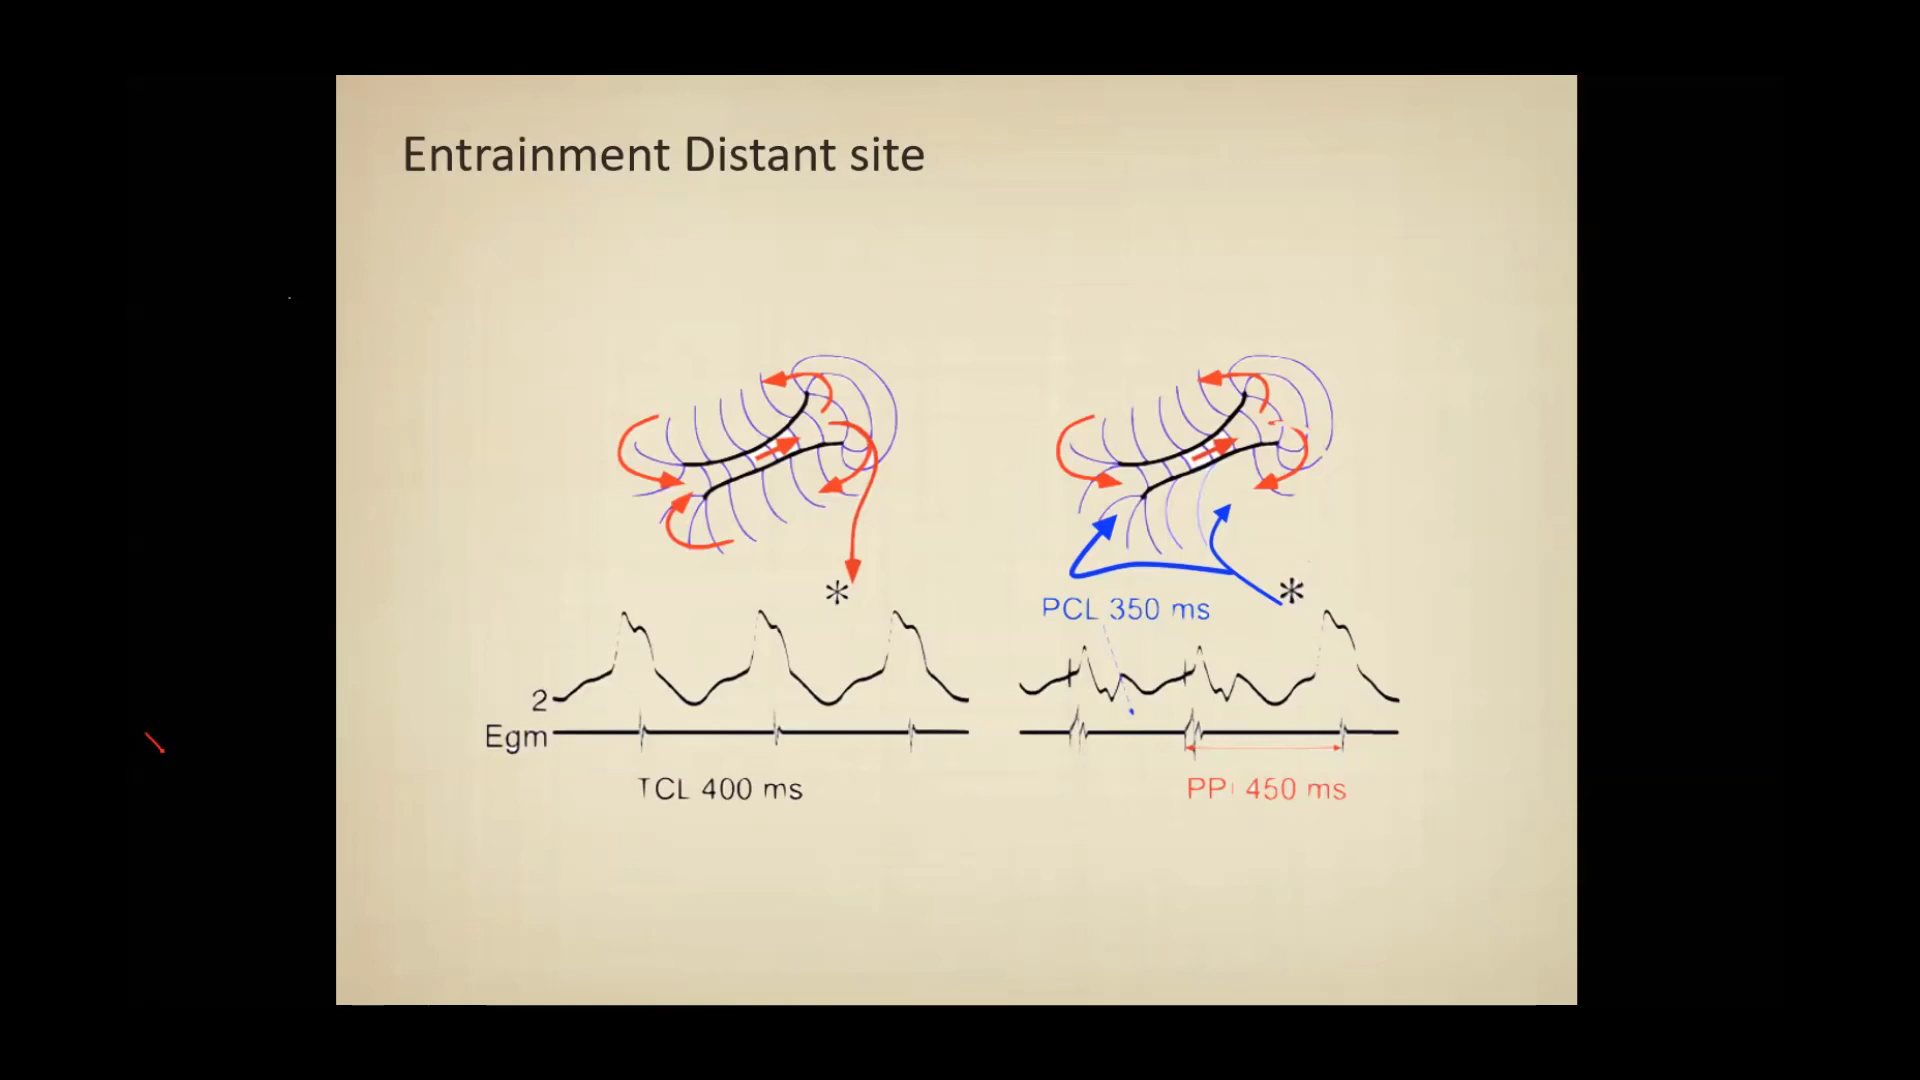 Entrainment Distant site
*
*
PCL 350 ms
2
Egm
TCL 400 ms
PPI 450 ms